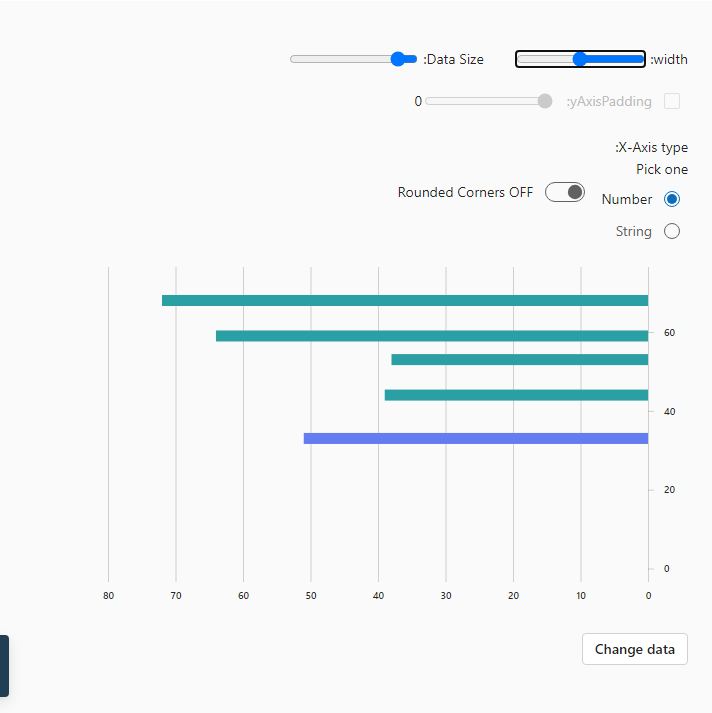 :width
:Data Size
:yAxisPadding
0
:X-Axis type
Pick one
Number
String
Rounded Corners OFF
60
40
20
0
80 70 60 50 40 30 20 10 0
Change data